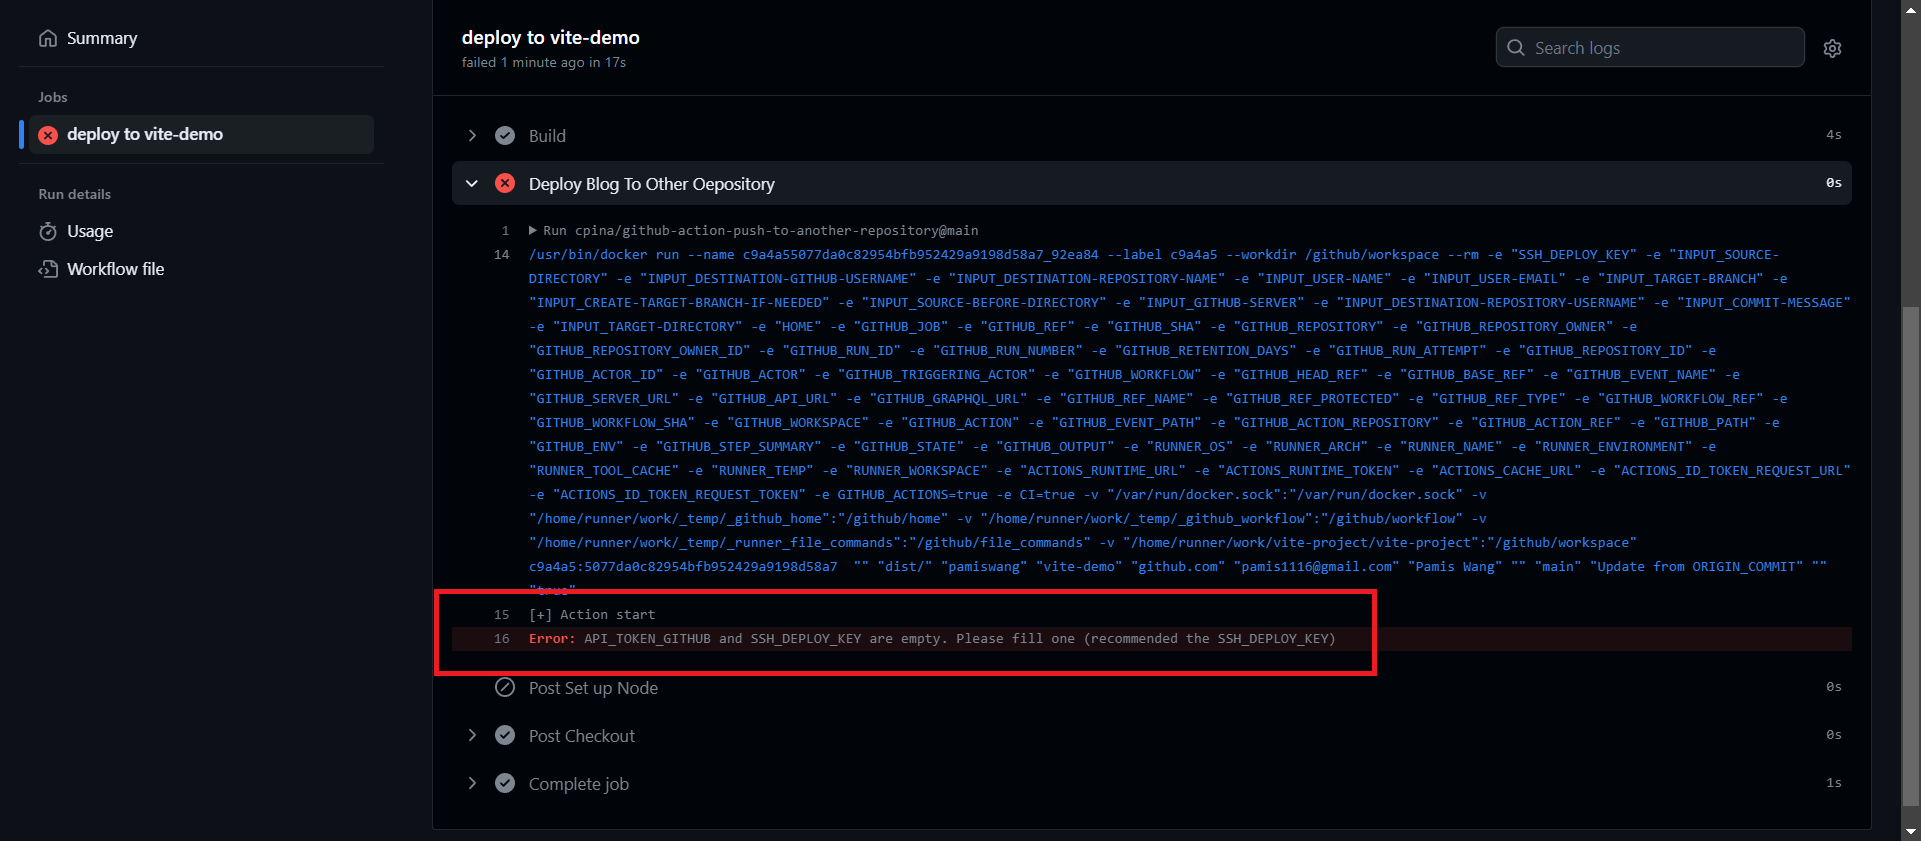 Summary
Jobs
deploy to vite-demo
Run details
Usage
Workflow file
deploy to vite-demo
failed 1 minute ago in 17s
Search logs
Build 4s
Deploy Blog To Other Oepository 0s
1 Run cpina/github-action-push-to-another-repository@main
14 /usr/bin/docker run --name c9a4a55077da0c82954bfb952429a9198d58a7_92ea84 --label c9a4a5 --workdir /github/workspace --rm -e "SSH_DEPLOY_KEY" -e "INPUT_SOURCE-
DIRECTORY" -e "INPUT_DESTINATION-GITHUB-USERNAME" -e "INPUT_DESTINATION-REPOSITORY-NAME" -e "INPUT_USER-NAME" -e "INPUT_USER-EMAIL" -e "INPUT_TARGET-BRANCH" -e
"INPUT_CREATE-TARGET-BRANCH-IF-NEEDED" -e "INPUT_SOURCE-BEFORE-DIRECTORY" -e "INPUT_GITHUB-SERVER" -e "INPUT_DESTINATION-REPOSITORY-USERNAME" -e "INPUT_COMMIT-MESSAGE"
-e "INPUT_TARGET-DIRECTORY" -e "HOME" -e "GITHUB_JOB" -e "GITHUB_REF" -e "GITHUB_SHA" -e "GITHUB_REPOSITORY" -e "GITHUB_REPOSITORY_OWNER" -e
"GITHUB_REPOSITORY_OWNER_ID" -e "GITHUB_RUN_ID" -e "GITHUB_RUN_NUMBER" -e "GITHUB_RETENTION_DAYS" -e "GITHUB_RUN_ATTEMPT" -e "GITHUB_REPOSITORY_ID" -e
"GITHUB_ACTOR_ID" -e "GITHUB_ACTOR" -e "GITHUB_TRIGGERING_ACTOR" -e "GITHUB_WORKFLOW" -e "GITHUB_HEAD_REF" -e "GITHUB_BASE_REF" -e "GITHUB_EVENT_NAME" -e
"GITHUB_SERVER_URL" -e "GITHUB_API_URL" -e "GITHUB_GRAPHQL_URL" -e "GITHUB_REF_NAME" -e "GITHUB_REF_PROTECTED" -e "GITHUB_REF_TYPE" -e "GITHUB_WORKFLOW_REF" -e
"GITHUB_WORKFLOW_SHA" -e "GITHUB_WORKSPACE" -e "GITHUB_ACTION" -e "GITHUB_EVENT_PATH" -e "GITHUB_ACTION_REPOSITORY" -e "GITHUB_ACTION_REF" -e "GITHUB_PATH" -e
"GITHUB_ENV" -e "GITHUB_STEP_SUMMARY" -e "GITHUB_STATE" -e "GITHUB_OUTPUT" -e "RUNNER_OS" -e "RUNNER_ARCH" -e "RUNNER_NAME" -e "RUNNER_ENVIRONMENT" -e
"RUNNER_TOOL_CACHE" -e "RUNNER_TEMP" -e "RUNNER_WORKSPACE" -e "ACTIONS_RUNTIME_URL" -e "ACTIONS_RUNTIME_TOKEN" -e "ACTIONS_CACHE_URL" -e "ACTIONS_ID_TOKEN_REQUEST_URL"
-e "ACTIONS_ID_TOKEN_REQUEST_TOKEN" -e GITHUB_ACTIONS=true -e CI=true -v "/var/run/docker.sock":"/var/run/docker.sock" -v
"/home/runner/work/_temp/_github_home":"/github/home" -v "/home/runner/work/_temp/_github_workflow":"/github/workflow" -v
"/home/runner/work/_temp/_runner_file_commands":"/github/file_commands" -v "/home/runner/work/vite-project/vite-project":"/github/workspace"
c9a4a5:5077da0c82954bfb952429a9198d58a7 "" "dist/" "pamiswang" "vite-demo" "github.com" "pamis1116@gmail.com" "Pamis Wang" "" "main" "Update from ORIGIN_COMMIT" ""
"true"
15 [+] Action start
16 Error: API_TOKEN_GITHUB and SSH_DEPLOY_KEY are empty. Please fill one (recommended the SSH_DEPLOY_KEY)
Post Set up Node 0s
Post Checkout 0s
Complete job 1s